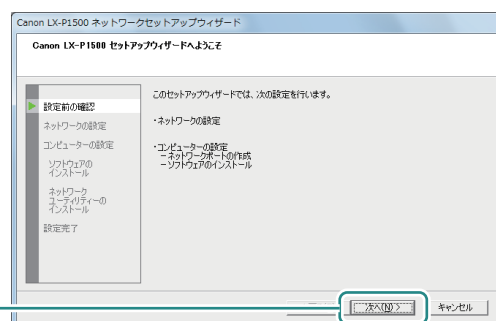 Canon LX-P1500 ネットワークセットアップウィザード
Canon LX-P1500 セットアップウィザードへようこそ
設定前の確認
ネットワークの設定
コンピューターの設定
ソフトウェアの
インストール
ネットワーク
ユーティリティーの
インストール
設定完了
このセットアップウィザードでは、次の設定を行います。
・ネットワークの設定
・コンピューターの設定
－ネットワークポートの作成
－ソフトウェアのインストール
次へ(N) >
キャンセル